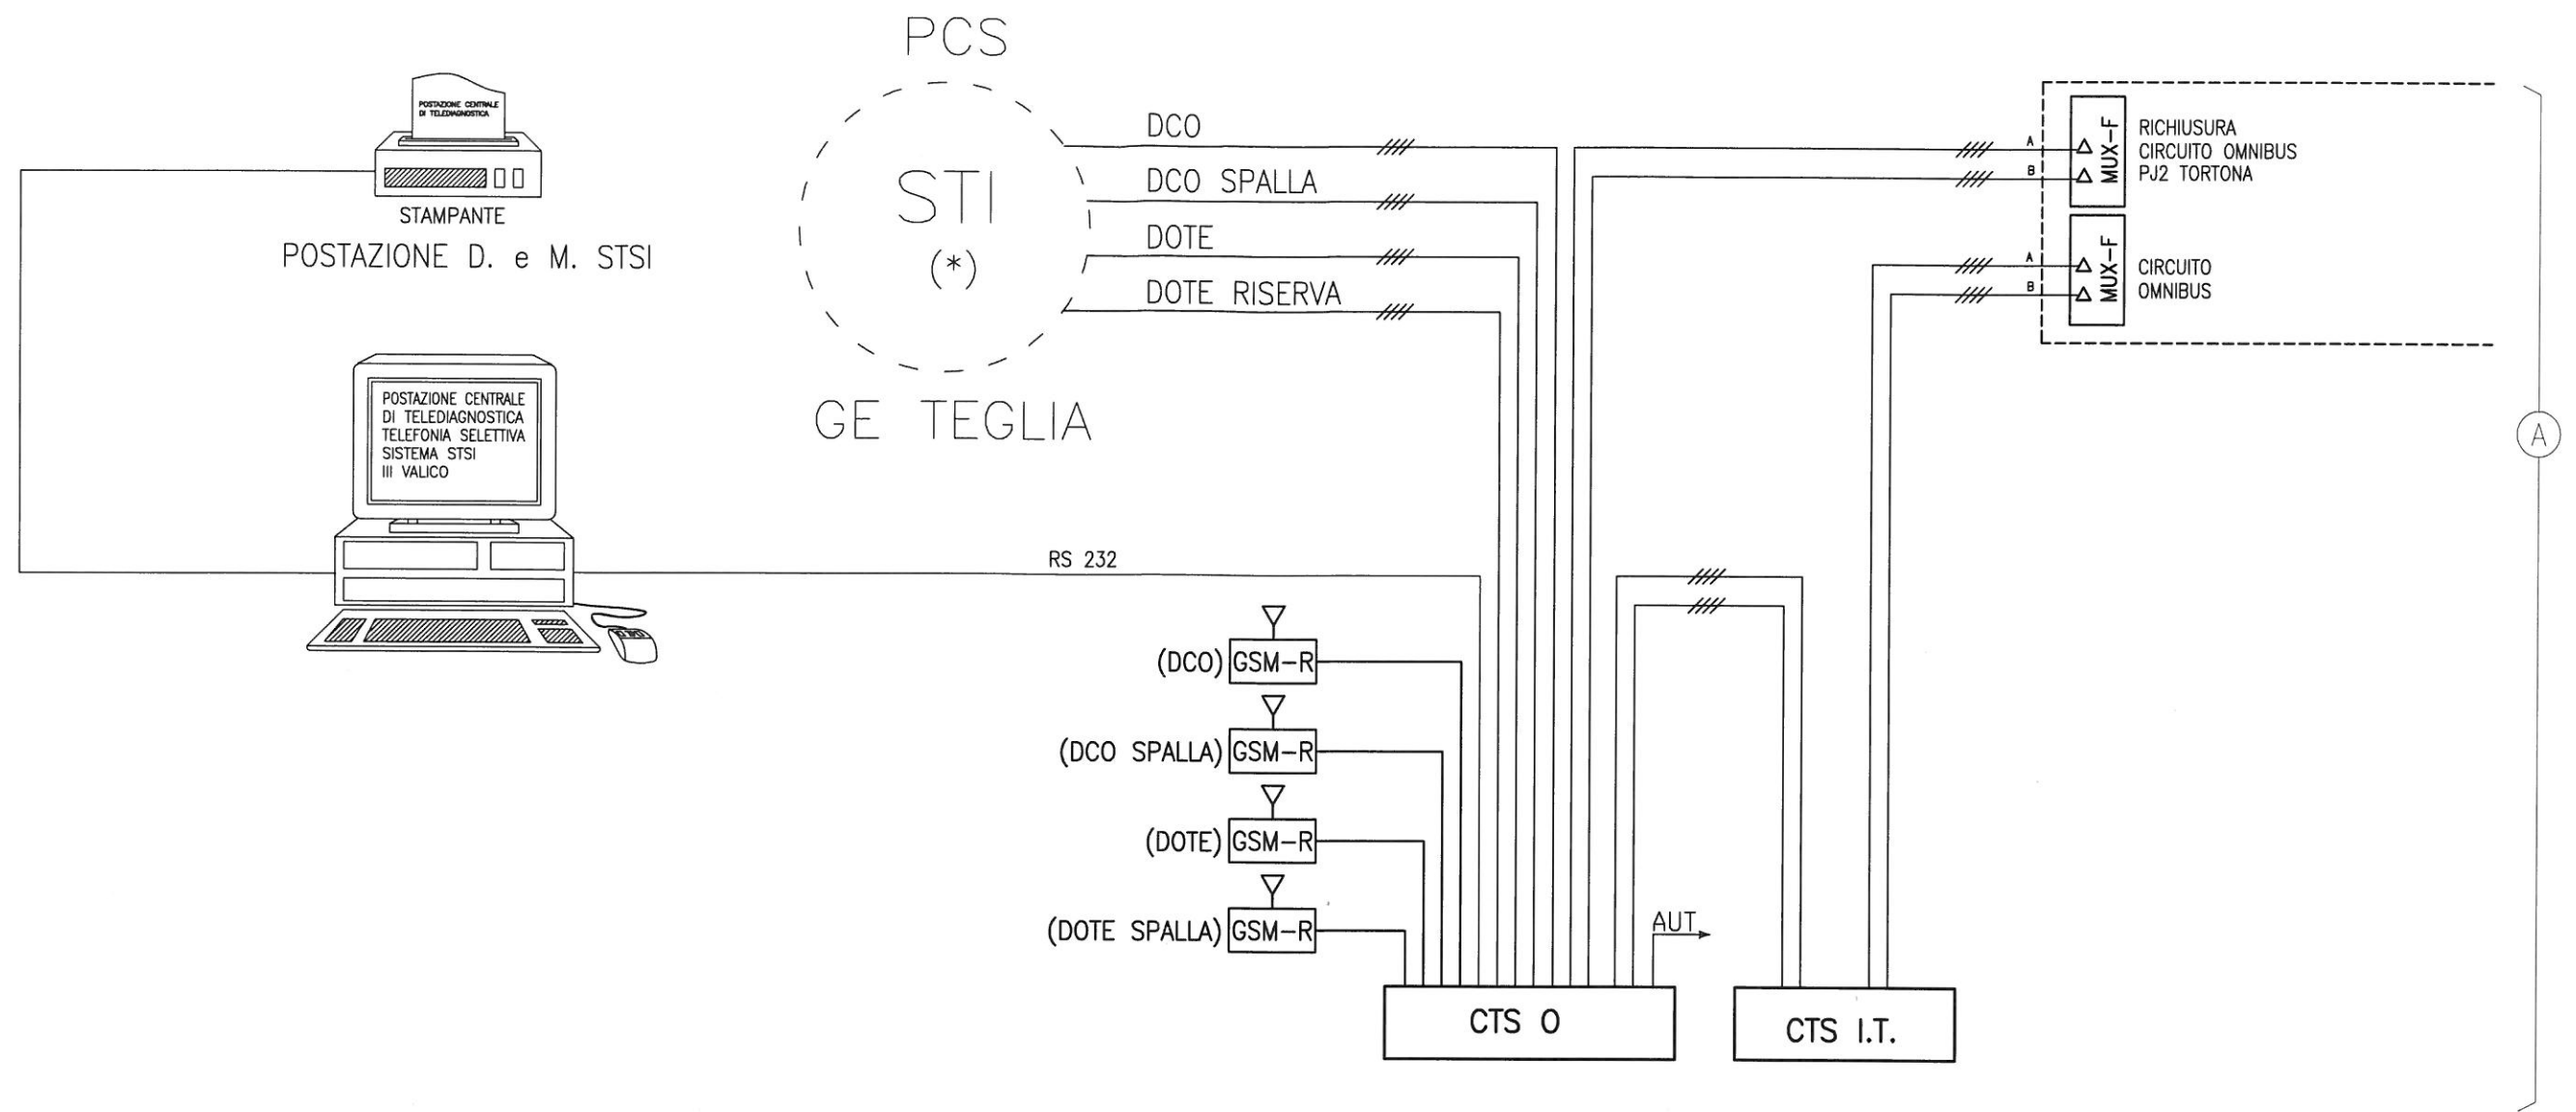 PCS
POSTAZIONE CENTRALE
DI TELEDIAGNOSTICA
STAMPANTE
POSTAZIONE D. e M. STSI
STI
(*)
GE TEGLIA
DCO
DCO SPALLA
DOTE
DOTE RISERVA
A
B
MUX-F
RICHIUSURA
CIRCUITO OMNIBUS
PJ2 TORTONA
A
B
MUX-F
CIRCUITO
OMNIBUS
A
POSTAZIONE CENTRALE
DI TELEDIAGNOSTICA
TELEFONIA SELETTIVA
SISTEMA STSI
III VALICO
RS 232
(DCO) GSM-R
(DCO SPALLA) GSM-R
(DOTE) GSM-R
(DOTE SPALLA) GSM-R
AUT
CTS O
CTS I.T.